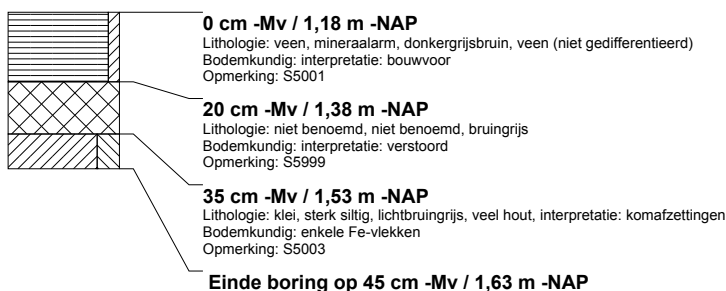 0 cm -Mv / 1,18 m -NAP
Lithologie: veen, mineraalarm, donkergrijsbruin, veen (niet gedifferentieerd)
Bodemkundig: interpretatie: bouwvoor
Opmerking: S5001
20 cm -Mv / 1,38 m -NAP
Lithologie: niet benoemd, niet benoemd, bruingrijs
Bodemkundig: interpretatie: verstoord
Opmerking: S5999
35 cm -Mv / 1,53 m -NAP
Lithologie: klei, sterk siltig, lichtbruingrijs, veel hout, interpretatie: komafzettingen
Bodemkundig: enkele Fe-vlekken
Opmerking: S5003
Einde boring op 45 cm -Mv / 1,63 m -NAP